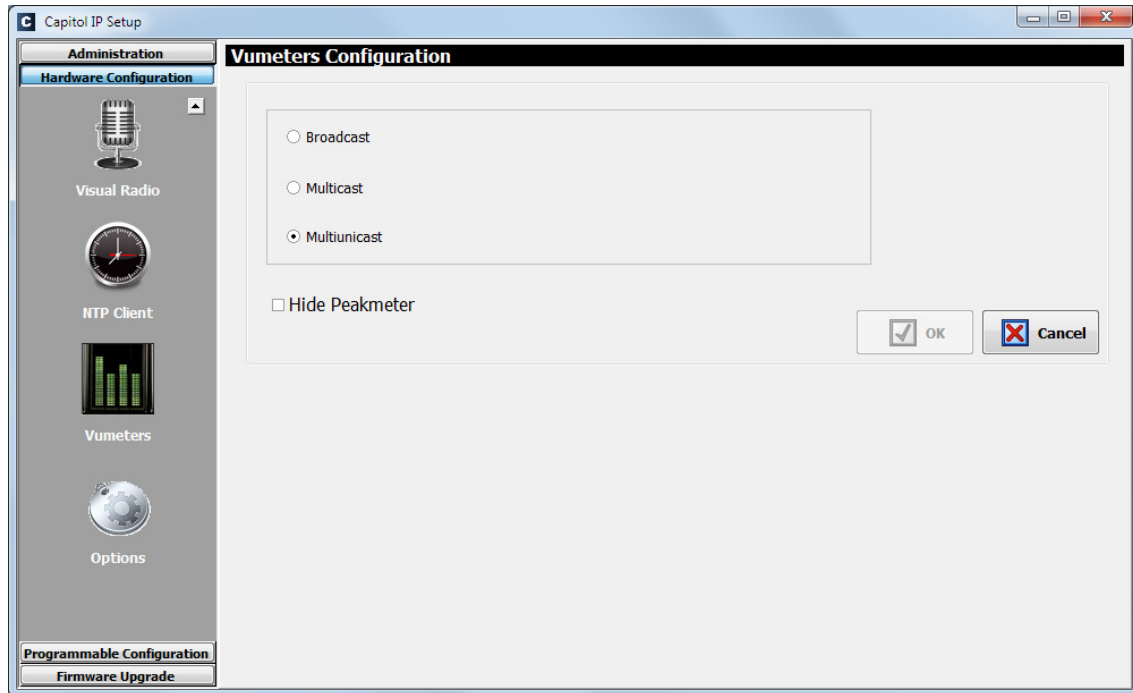 C Capitol IP Setup
Administration
Hardware Configuration
Visual Radio
NTP Client
Vumeters
Options
Programmable Configuration
Firmware Upgrade
Vumeters Configuration
Broadcast
Multicast
Multiunicast
Hide Peakmeter
OK
Cancel